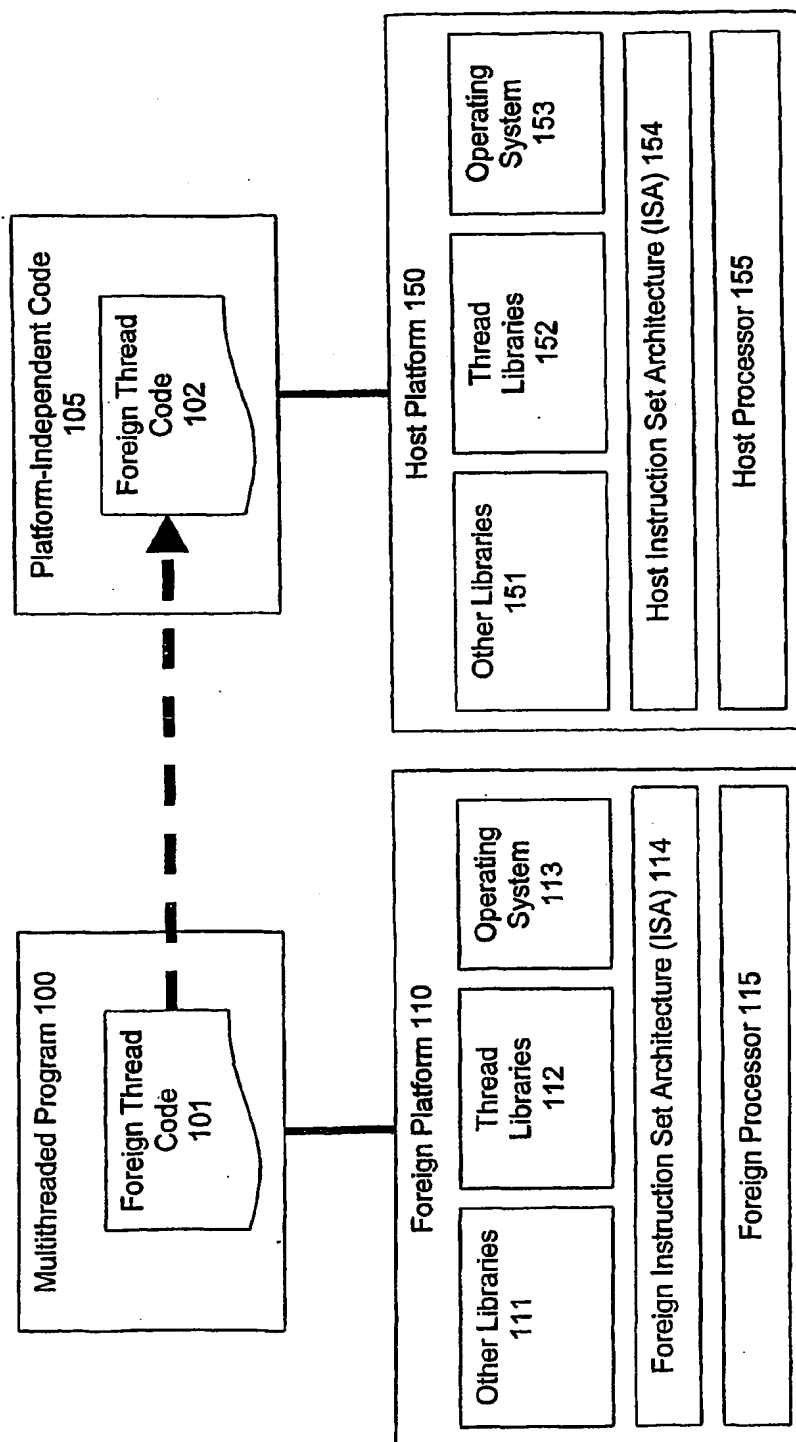 Multithreaded Program 100
Foreign Thread
Code
101
Platform-Independent Code
105
Foreign Thread
Code
102
Foreign Platform 110
Other Libraries
111
Thread
Libraries
112
Operating
System
113
Foreign Instruction Set Architecture (ISA) 114
Foreign Processor 115
Host Platform 150
Other Libraries
151
Thread
Libraries
152
Operating
System
153
Host Instruction Set Architecture (ISA) 154
Host Processor 155